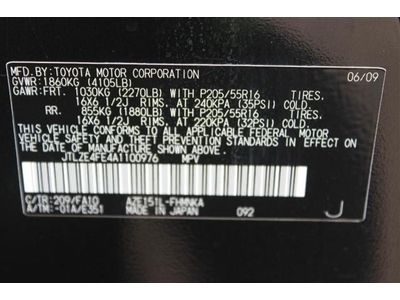 MFD. BY: TOYOTA MOTOR CORPORATION 06/09
GVWR: 1860KG (4105LB)
GAWR: FRT. 1030KG (2270LB) WITH P205/55R16 TIRES.
16X6 1/2J RIMS. AT 240KPA (35PSI) COLD.
RR. 855KG (1880LB) WITH P205/55R16 TIRES.
16X6 1/2J RIMS. AT 220KPA (32PSI) COLD.
THIS VEHICLE CONFORMS TO ALL APPLICABLE FEDERAL MOTOR
VEHICLE SAFETY AND THEFT PREVENTION STANDARDS IN EFFECT ON
THE DATE OF MANUFACTURE SHOWN ABOVE.
JTLZE4FE4A1100976 MPV
C/TR: 209/FA10 AZE151L-FHMNKA
A/TM: -01A/E351 MADE IN JAPAN 092 J